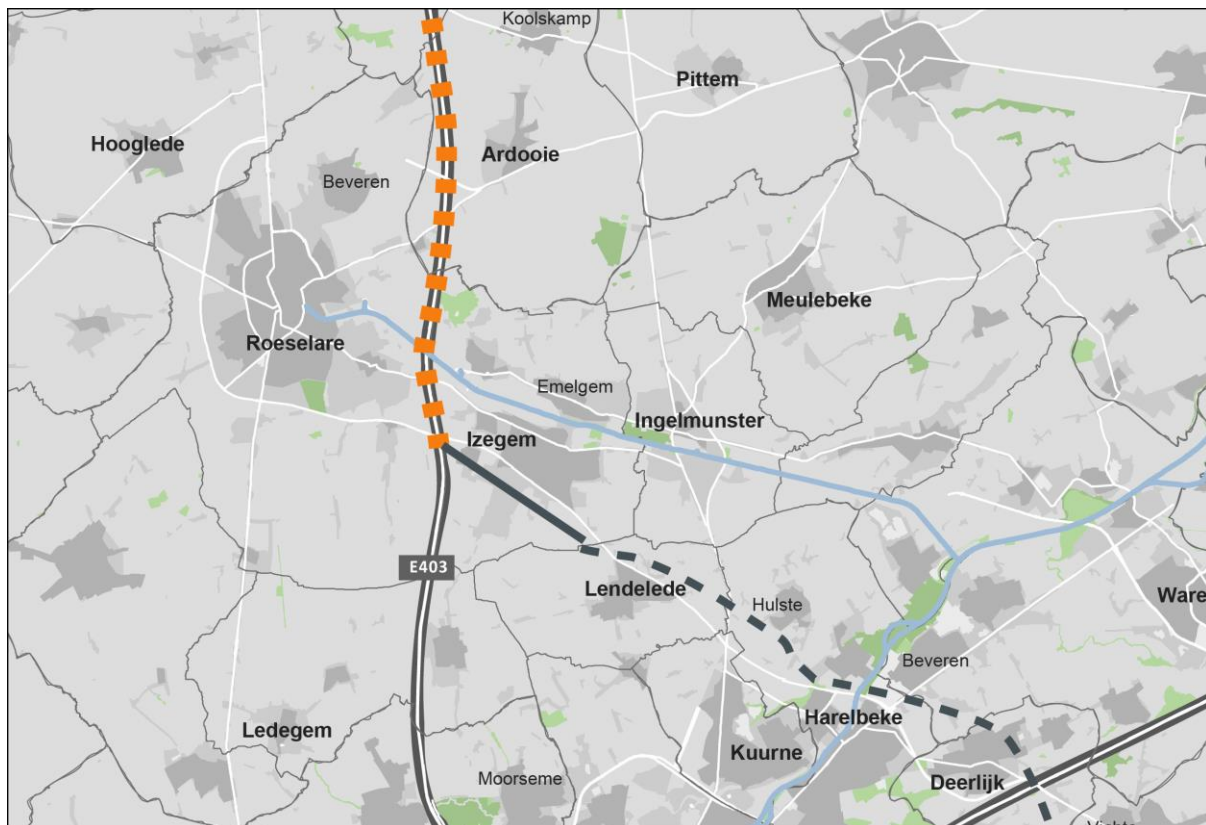 Koolskamp
Pittem
Hooglede
Ardooie
Beveren
Meulebeke
Roeselare
Emelgem
Ingelmunster
Izegem
E403
Lendelede
Hulste
Ware
Beveren
Harelbeke
Ledegem
Kuurne
Moorseme
Deerlijk